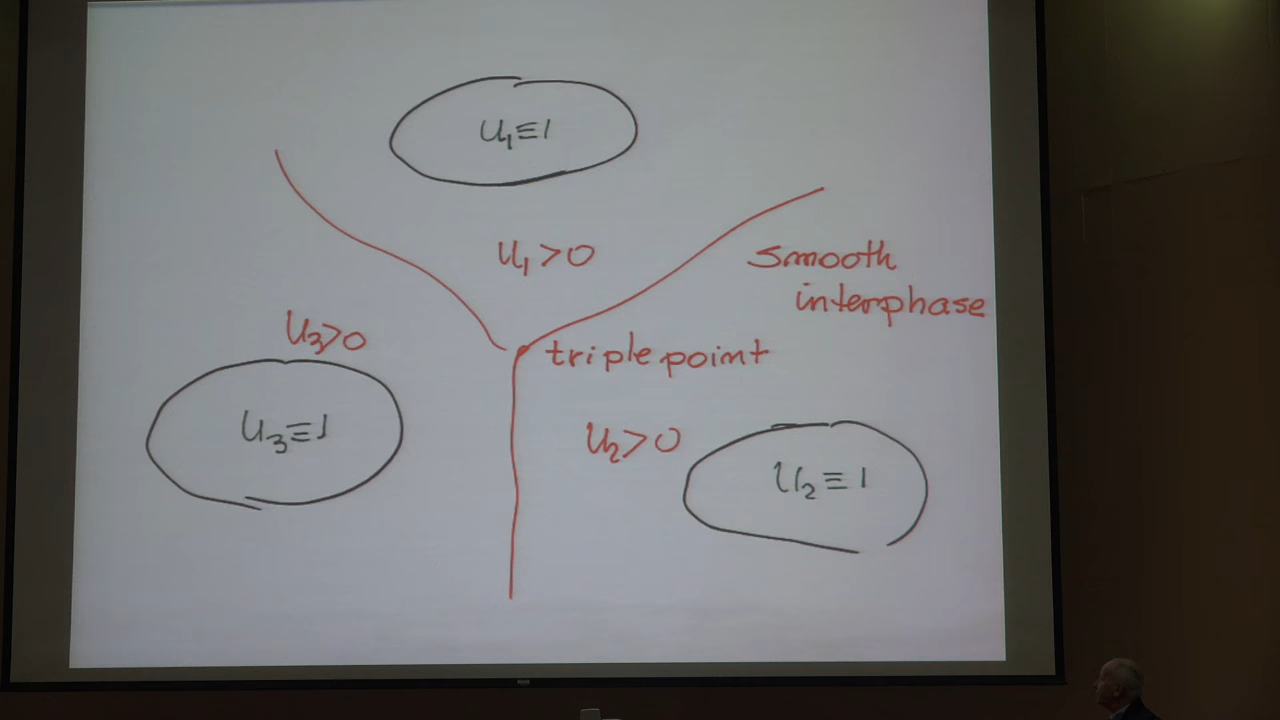 U₁≡1
U₁>0
smooth
interphase
U₃>0
triple point
U₃≡1
U₂>0
U₂≡1